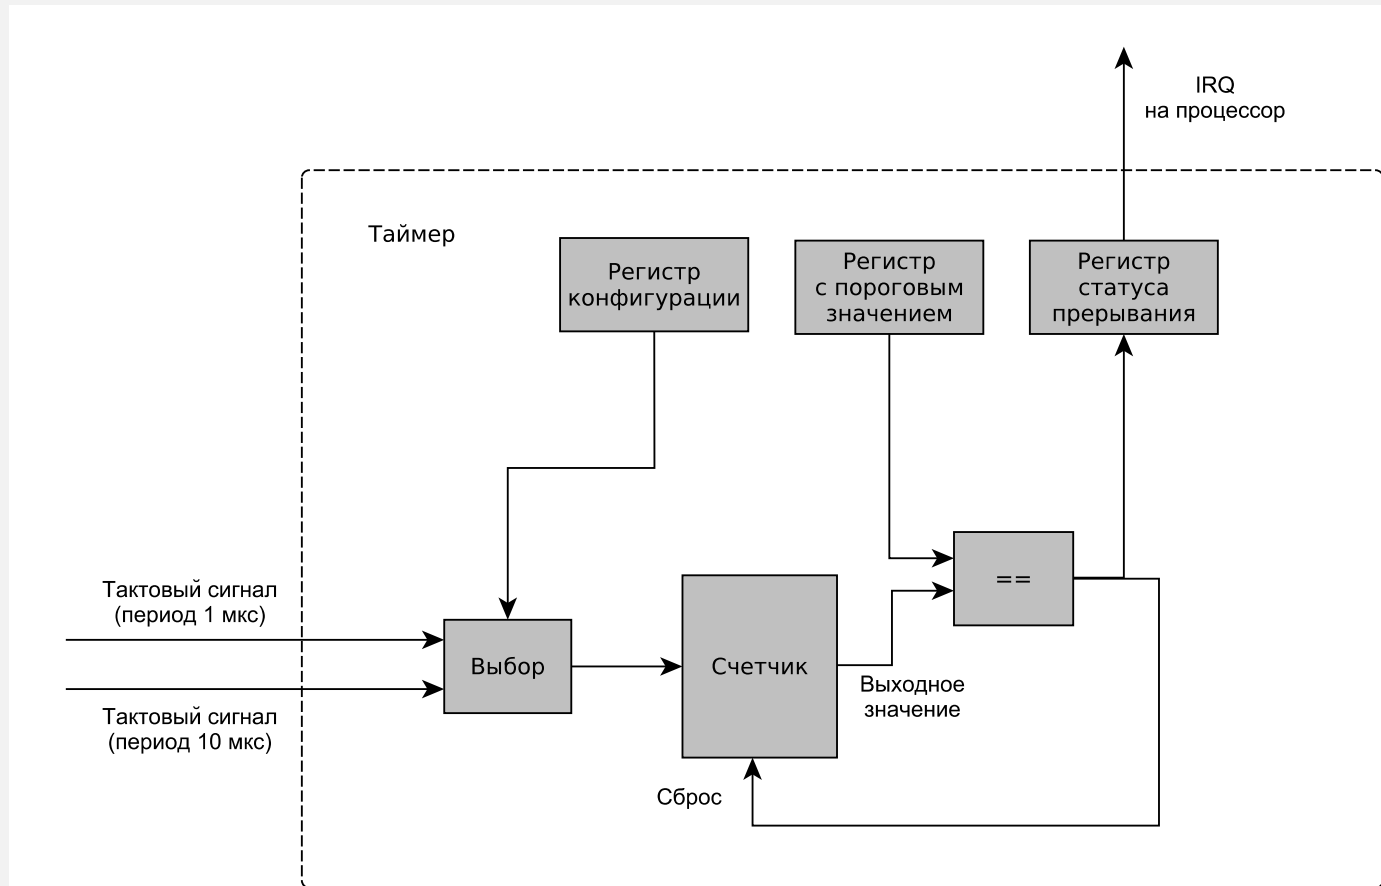 IRQ
на процессор
Таймер
Регистр
конфигурации
Регистр
с пороговым
значением
Регистр
статуса
прерывания
Тактовый сигнал
(период 1 мкс)
Выбор
Счетчик
==
Выходное
значение
Тактовый сигнал
(период 10 мкс)
Сброс